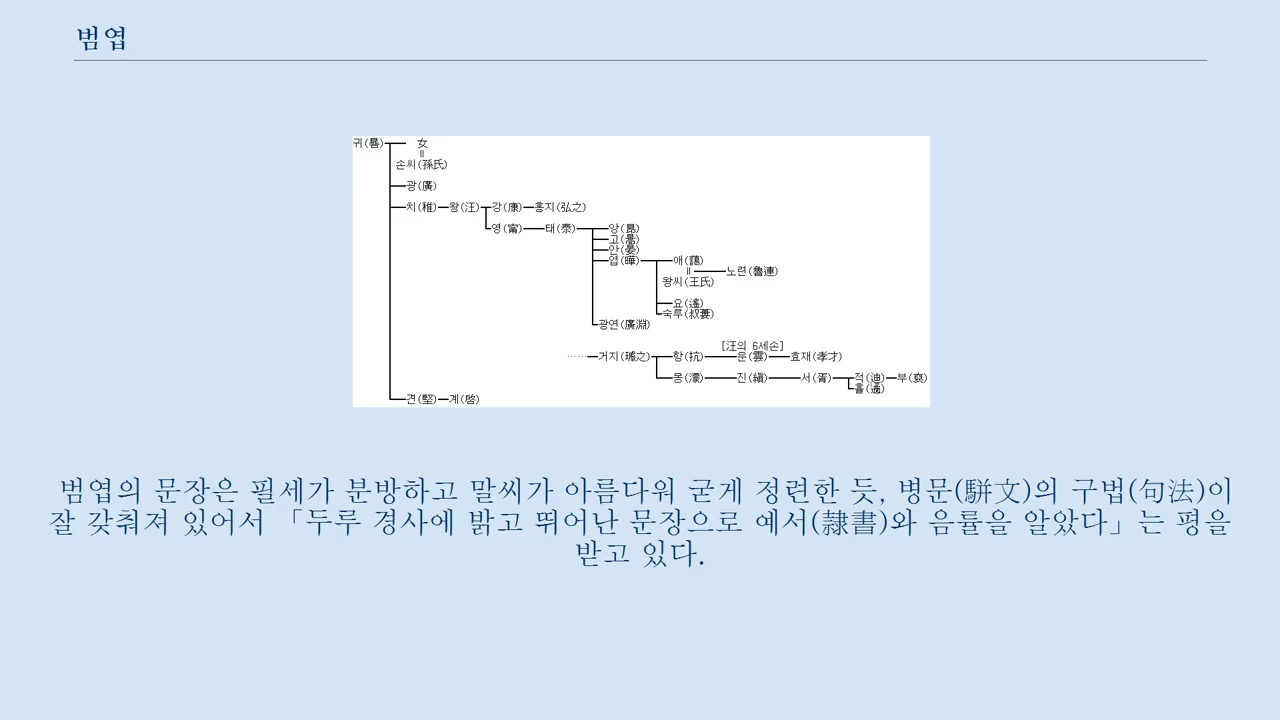 범엽
귀(晷) 女
손씨(孫氏)
광(廣)
치(稚) 왕(汪) 강(康) 홍지(弘之)
영(甯) 태(泰) 앙(昆)
고(暠)
안(晏)
엽(曄) 애(藹)
노련(魯連)
왕씨(王氏)
요(遙)
숙루(叔蔞)
광연(廣淵)
[汪의 6세손]
거지(璩之) 항(抗) 운(雲) 효재(孝才)
몽(濛) 진(縝) 서(胥) 적(迪) 부(裒)
홀(過)
견(堅) 계(啓)
범엽의 문장은 필세가 분방하고 말씨가 아름다워 굳게 정련한 듯, 병문(駢文)의 구법(句法)이
잘 갖춰져 있어서 「두루 경사에 밝고 뛰어난 문장으로 예서(隷書)와 음률을 알았다」는 평을
받고 있다.